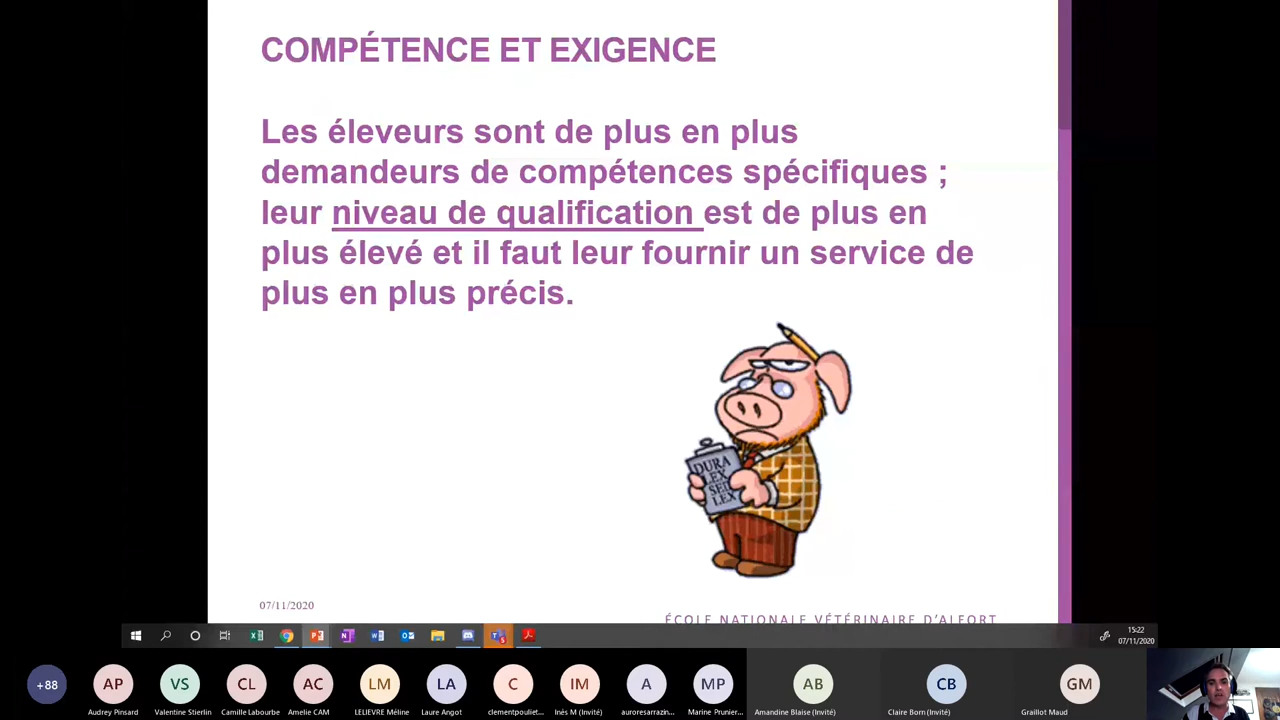 COMPÉTENCE ET EXIGENCE
Les éleveurs sont de plus en plus
demandeurs de compétences spécifiques ;
leur niveau de qualification est de plus en
plus élevé et il faut leur fournir un service de
plus en plus précis.
DURA
LEX
SED
LEX
07/11/2020
ÉCOLE NATIONALE VÉTÉRINAIRE D'ALFORT
15:22
07/11/2020
+88
AP
VS
CL
AC
LM
LA
C
IM
A
MP
AB
CB
GM
Audrey Pinsard
Valentine Stierlin
Camille Labourbe
Amelie CAM
LELIEVRE Méline
Laure Angot
clementpouliet...
Inés M (Invité)
auroresarrazin...
Marine Prunier...
Amandine Blaise (Invité)
Claire Born (Invité)
Graillot Maud